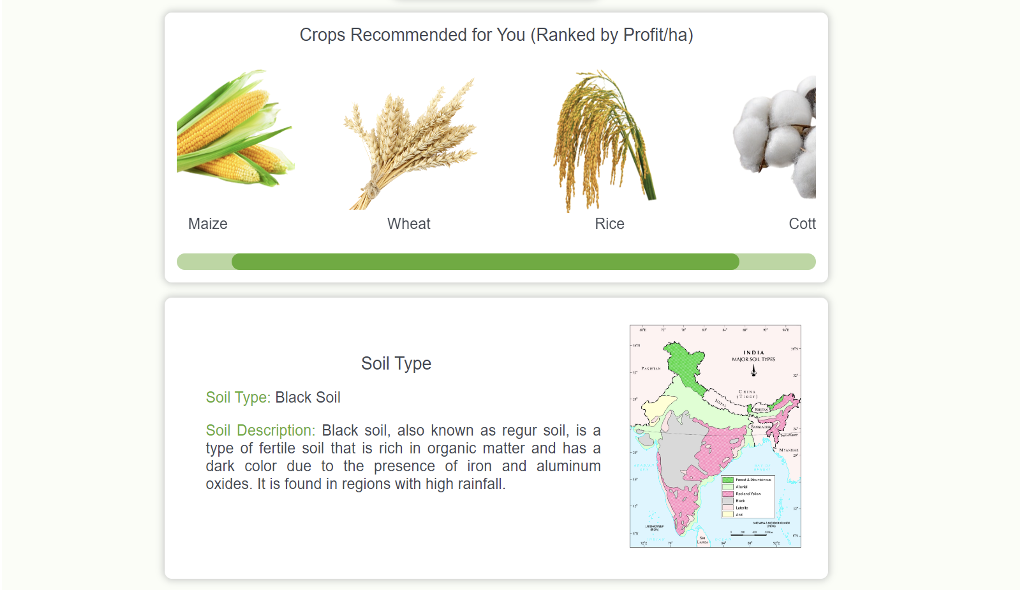 Crops Recommended for You (Ranked by Profit/ha)
Maize
Wheat
Rice
Cott
Soil Type
Soil Type: Black Soil
Soil Description: Black soil, also known as regur soil, is a
type of fertile soil that is rich in organic matter and has a
dark color due to the presence of iron and aluminum
oxides. It is found in regions with high rainfall.
INDIA
MAJOR SOIL TYPES